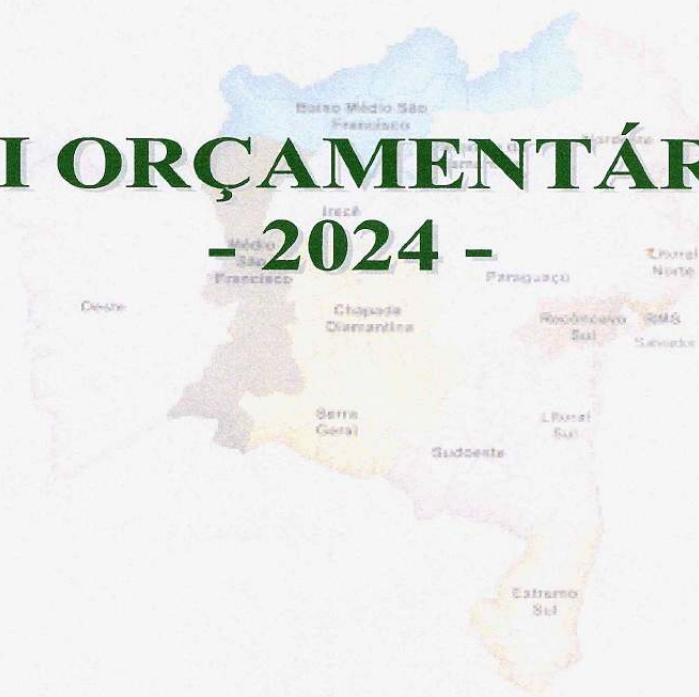 Baixo Médio São
Francisco
Nordeste
I ORÇAMENTÁR
Irecê
- 2024 -
Médio
São
Francisco
Paraguaçu
Litoral
Norte
Oeste
Chapada
Diamantina
Recôncavo
Sul
RMS
Salvador
Serra
Geral
Litoral
Sul
Sudoeste
Extremo
Sul